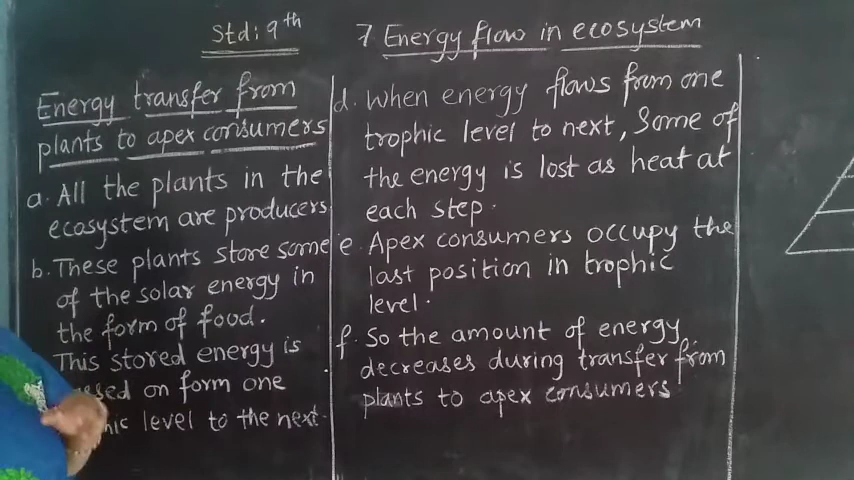 Std: 9th
7 Energy flow in ecosystem
Energy transfer from
plants to apex consumers
a. All the plants in the
ecosystem are producers
b. These plants store some
of the solar energy in
the form of food.
This stored energy is
on form one
level to the next.
d. When energy flows from one
trophic level to next, Some of
the energy is lost as heat at
each step.
e. Apex consumers occupy the
last position in trophic
level.
f. So the amount of energy
decreases during transfer from
plants to apex consumers